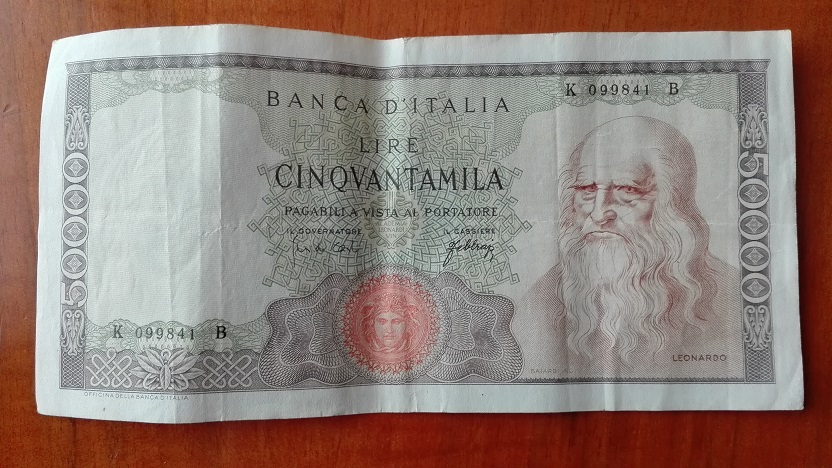 BANCA D'ITALIA
K 099841 B
LIRE
CINQVANTAMILA
PAGABILI A VISTA AL PORTATORE
IL GOVERNATORE
IL CASSIERE
50000
50000
K 099841 B
LEONARDO
OFFICINA DELLA BANCA D'ITALIA